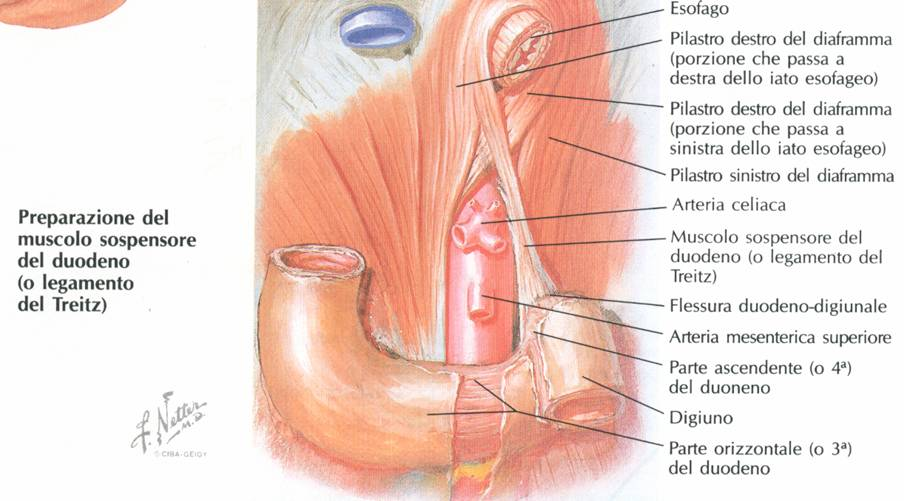 Esofago
Pilastro destro del diaframma
(porzione che passa a
destra dello iato esofageo)
Pilastro destro del diaframma
(porzione che passa a
sinistra dello iato esofageo)
Pilastro sinistro del diaframma
Arteria celiaca
Muscolo sospensore del
duodeno (o legamento del
Treitz)
Flessura duodeno-digiunale
Arteria mesenterica superiore
Parte ascendente (o 4ª)
del duoneno
Digiuno
Parte orizzontale (o 3ª)
del duodeno
Preparazione del
muscolo sospensore
del duodeno
(o legamento
del Treitz)
F. Netter
M.D.
© CIBA-GEIGY